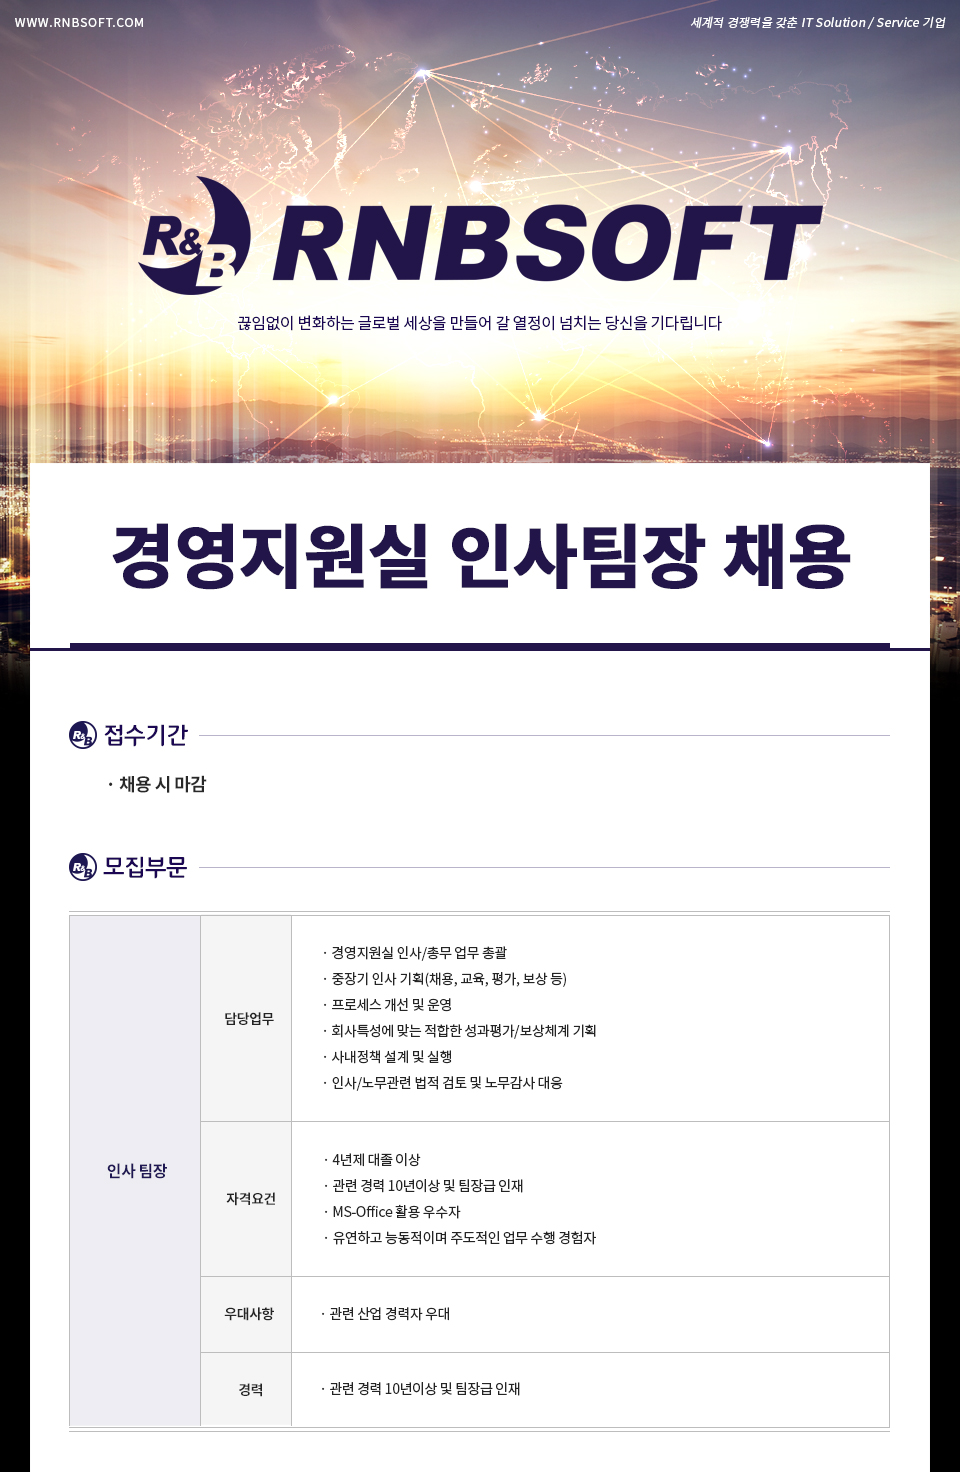 WWW.RNBSOFT.COM
세계적 경쟁력을 갖춘 IT Solution / Service 기업
R&B RNBSOFT
끊임없이 변화하는 글로벌 세상을 만들어 갈 열정이 넘치는 당신을 기다립니다
경영지원실 인사팀장 채용
R&B 접수기간
· 채용 시 마감
R&B 모집부문
인사 팀장
담당업무
· 경영지원실 인사/총무 업무 총괄
· 중장기 인사 기획(채용, 교육, 평가, 보상 등)
· 프로세스 개선 및 운영
· 회사특성에 맞는 적합한 성과평가/보상체계 기획
· 사내정책 설계 및 실행
· 인사/노무관련 법적 검토 및 노무감사 대응
자격요건
· 4년제 대졸 이상
· 관련 경력 10년이상 및 팀장급 인재
· MS-Office 활용 우수자
· 유연하고 능동적이며 주도적인 업무 수행 경험자
우대사항
· 관련 산업 경력자 우대
경력
· 관련 경력 10년이상 및 팀장급 인재